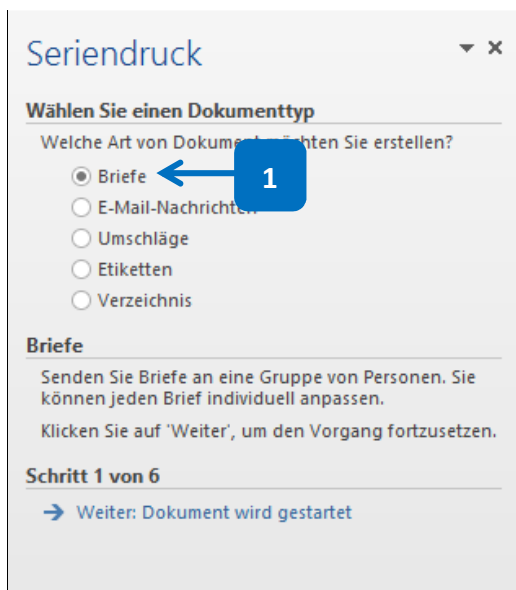 Seriendruck
Wählen Sie einen Dokumenttyp
Welche Art von Dokument möchten Sie erstellen?
Briefe
1
E-Mail-Nachrichten
Umschläge
Etiketten
Verzeichnis
Briefe
Senden Sie Briefe an eine Gruppe von Personen. Sie
können jeden Brief individuell anpassen.
Klicken Sie auf 'Weiter', um den Vorgang fortzusetzen.
Schritt 1 von 6
Weiter: Dokument wird gestartet